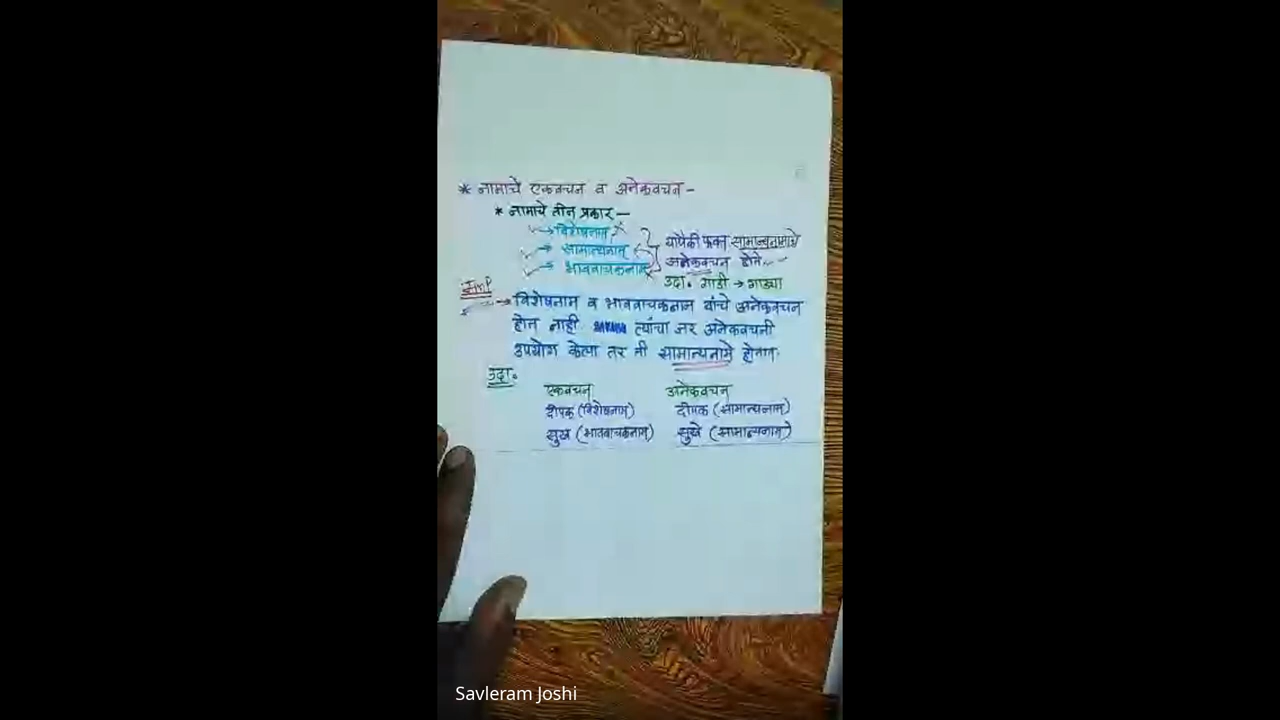 * नामाचे एकवचन व अनेकवचन -
* नामाचे तीन प्रकार —
→ विशेषनाम
→ सामान्यनाम
→ भाववाचकनाम
यांपैकी फक्त सामान्यनामाचे
अनेकवचन होते.
उदा. गाडी → गाड्या
Imp
→ विशेषनाम व भाववाचकनाम यांचे अनेकवचन
होत नाही. त्यांचा जर अनेकवचनी
उपयोग केला तर ती सामान्यनामे होतात.
उदा.
एकवचन अनेकवचन
दीपक (विशेषनाम) दीपक (सामान्यनाम)
सुख (भाववाचकनाम) सुखे (सामान्यनाम)
Savleram Joshi